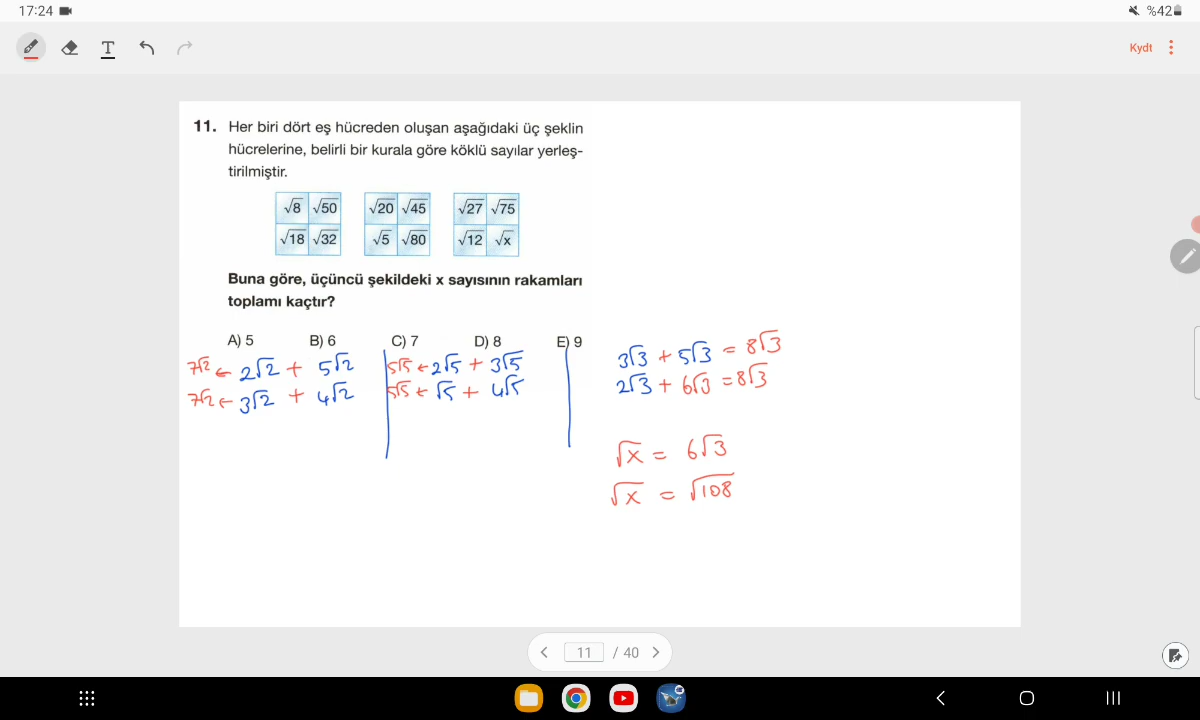 17:24 %42
T Kydt
11. Her biri dört eş hücreden oluşan aşağıdaki üç şeklin
hücrelerine, belirli bir kurala göre köklü sayılar yerleş-
tirilmiştir.
√8 √50 √20 √45 √27 √75
√18 √32 √5 √80 √12 √x
Buna göre, üçüncü şekildeki x sayısının rakamları
toplamı kaçtır?
A) 5 B) 6 C) 7 D) 8 E) 9
7√2 ← 2√2 + 5√2 5√5 ← 2√5 + 3√5 3√3 + 5√3 = 8√3
7√2 ← 3√2 + 4√2 5√5 ← √5 + 4√5 2√3 + 6√3 = 8√3
√x = 6√3
√x = √108
11 / 40